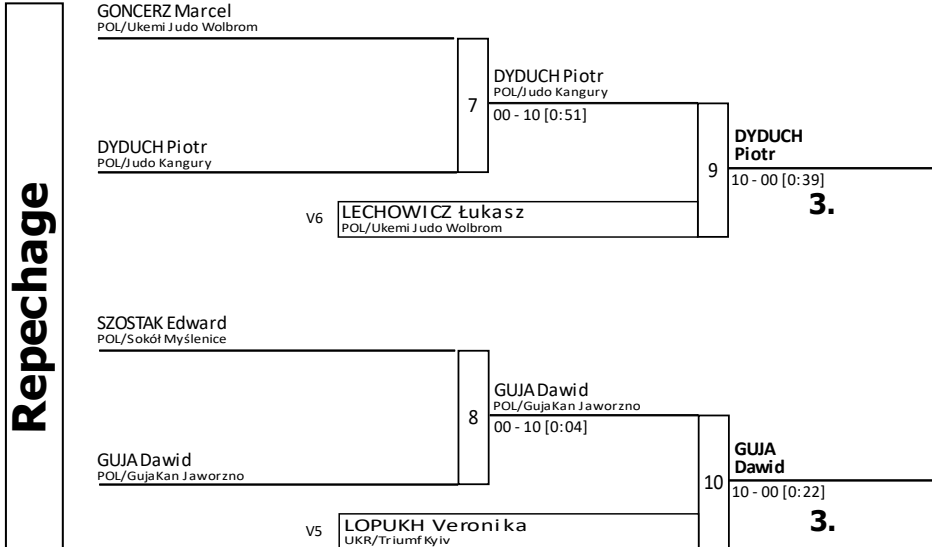 Repechage
GONCERZ Marcel
POL/Ukemi Judo Wolbrom
7
DYDUCH Piotr
POL/Judo Kangury
00 - 10 [0:51]
DYDUCH Piotr
POL/Judo Kangury
9
DYDUCH
Piotr
10 - 00 [0:39]
3.
V6
LECHOWICZ Łukasz
POL/Ukemi Judo Wolbrom
SZOSTAK Edward
POL/Sokół Myślenice
8
GUJA Dawid
POL/GujaKan Jaworzno
00 - 10 [0:04]
GUJA Dawid
POL/GujaKan Jaworzno
10
GUJA
Dawid
10 - 00 [0:22]
3.
V5
LOPUKH Veronika
UKR/Triumf Kyiv